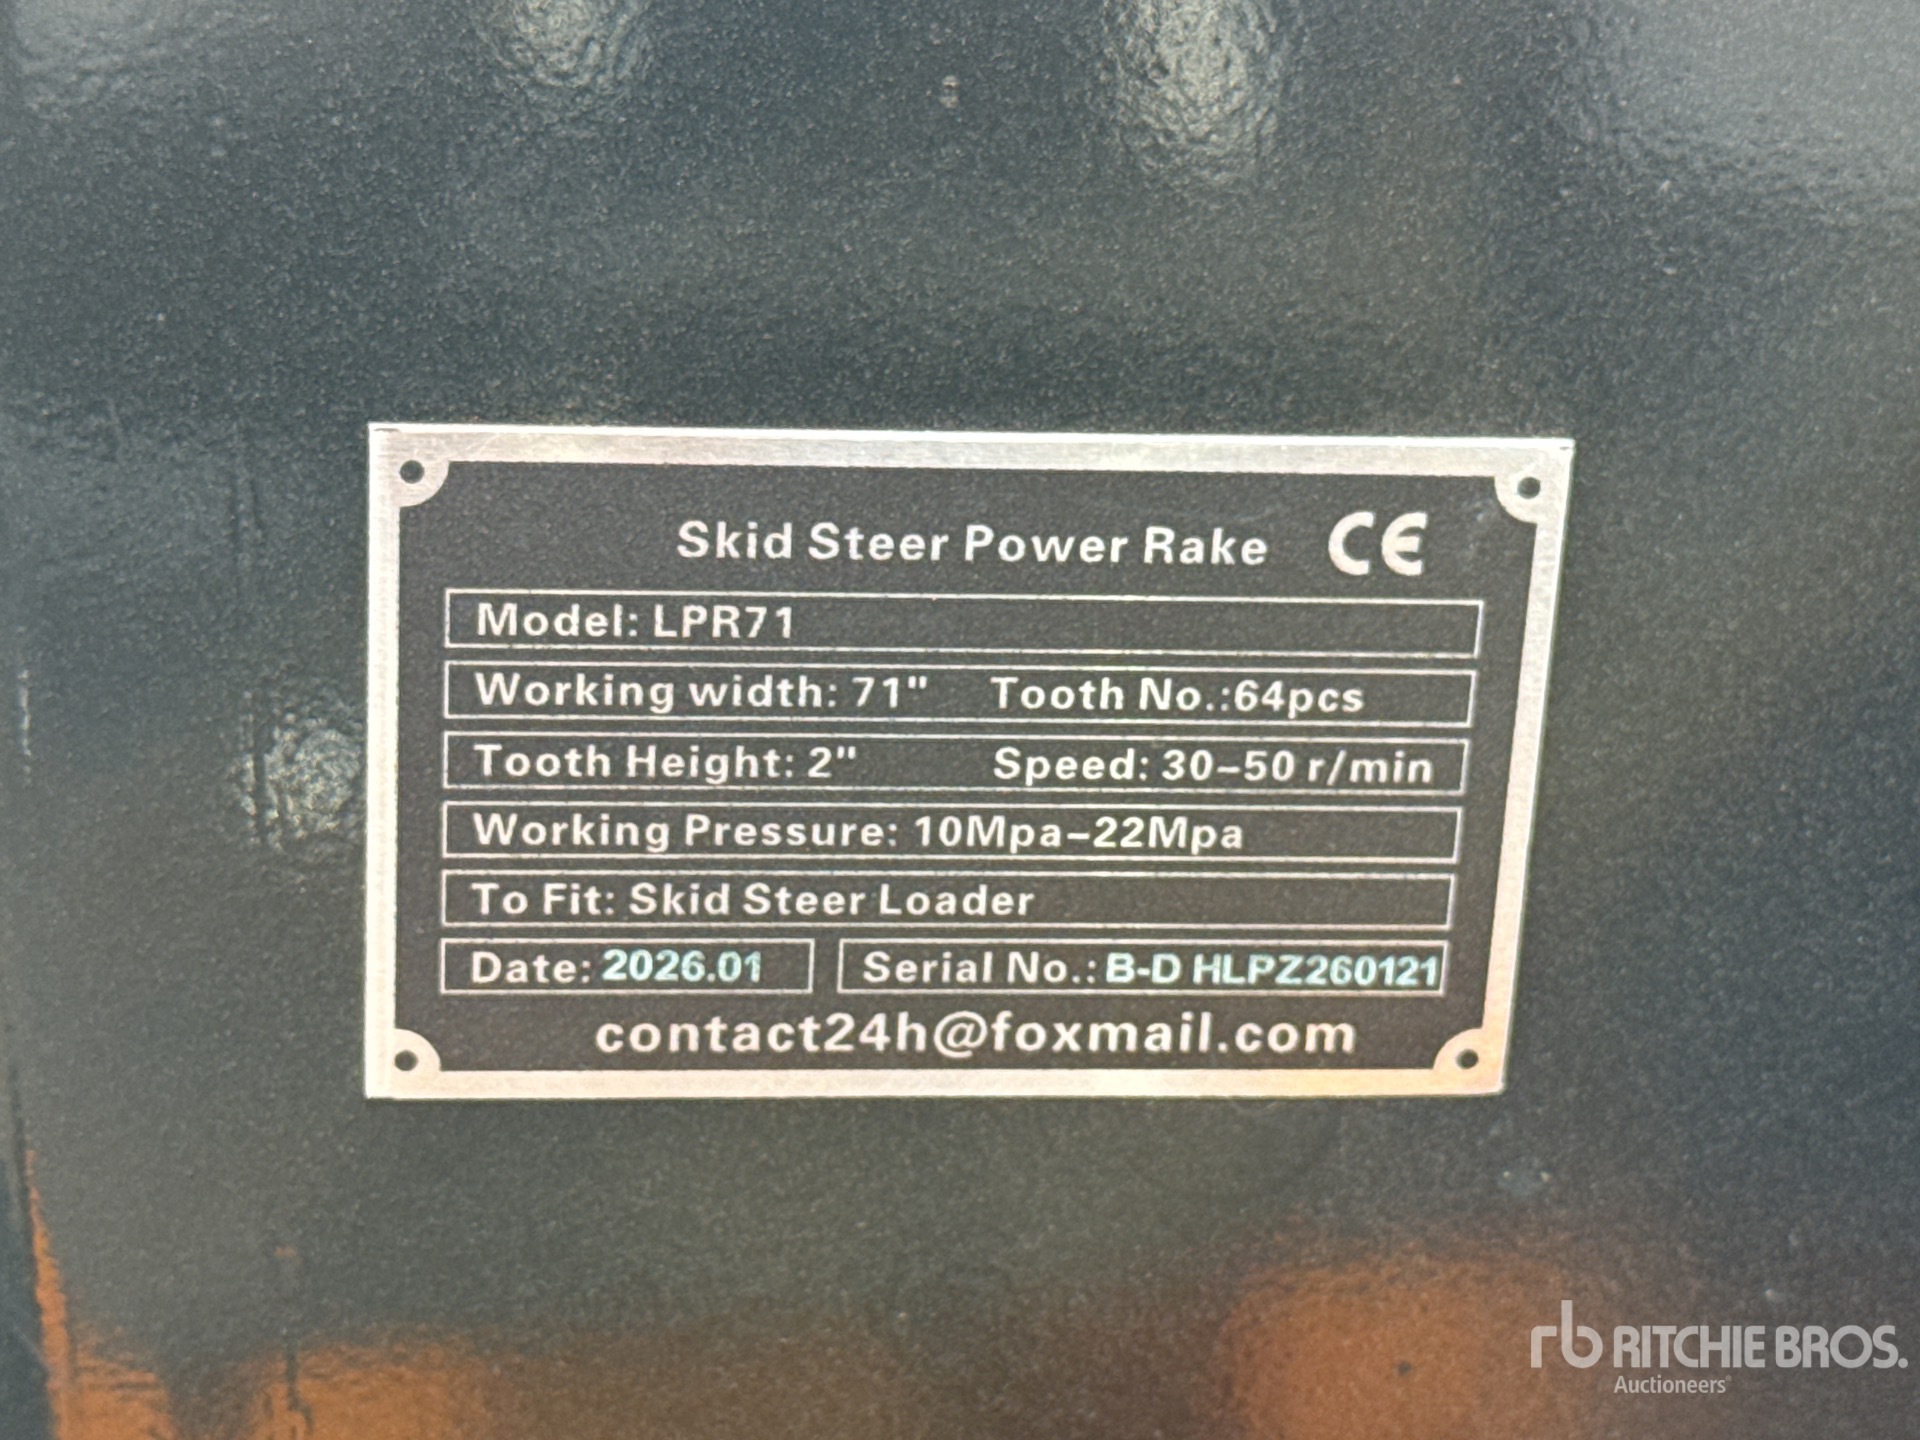 Skid Steer Power Rake CE
Model: LPR71
Working width: 71" Tooth No.:64pcs
Tooth Height: 2" Speed: 30-50 r/min
Working Pressure: 10Mpa-22Mpa
To Fit: Skid Steer Loader
Date: 2026.01 Serial No.: B-D HLPZ260121
contact24h@foxmail.com
rb RITCHIE BROS.
Auctioneers